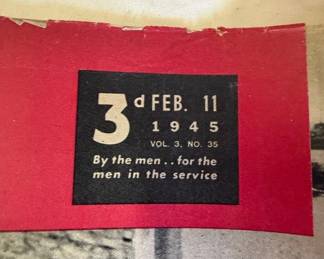 3d FEB. 11
1945
VOL. 3, NO. 35
By the men . . for the
men in the service